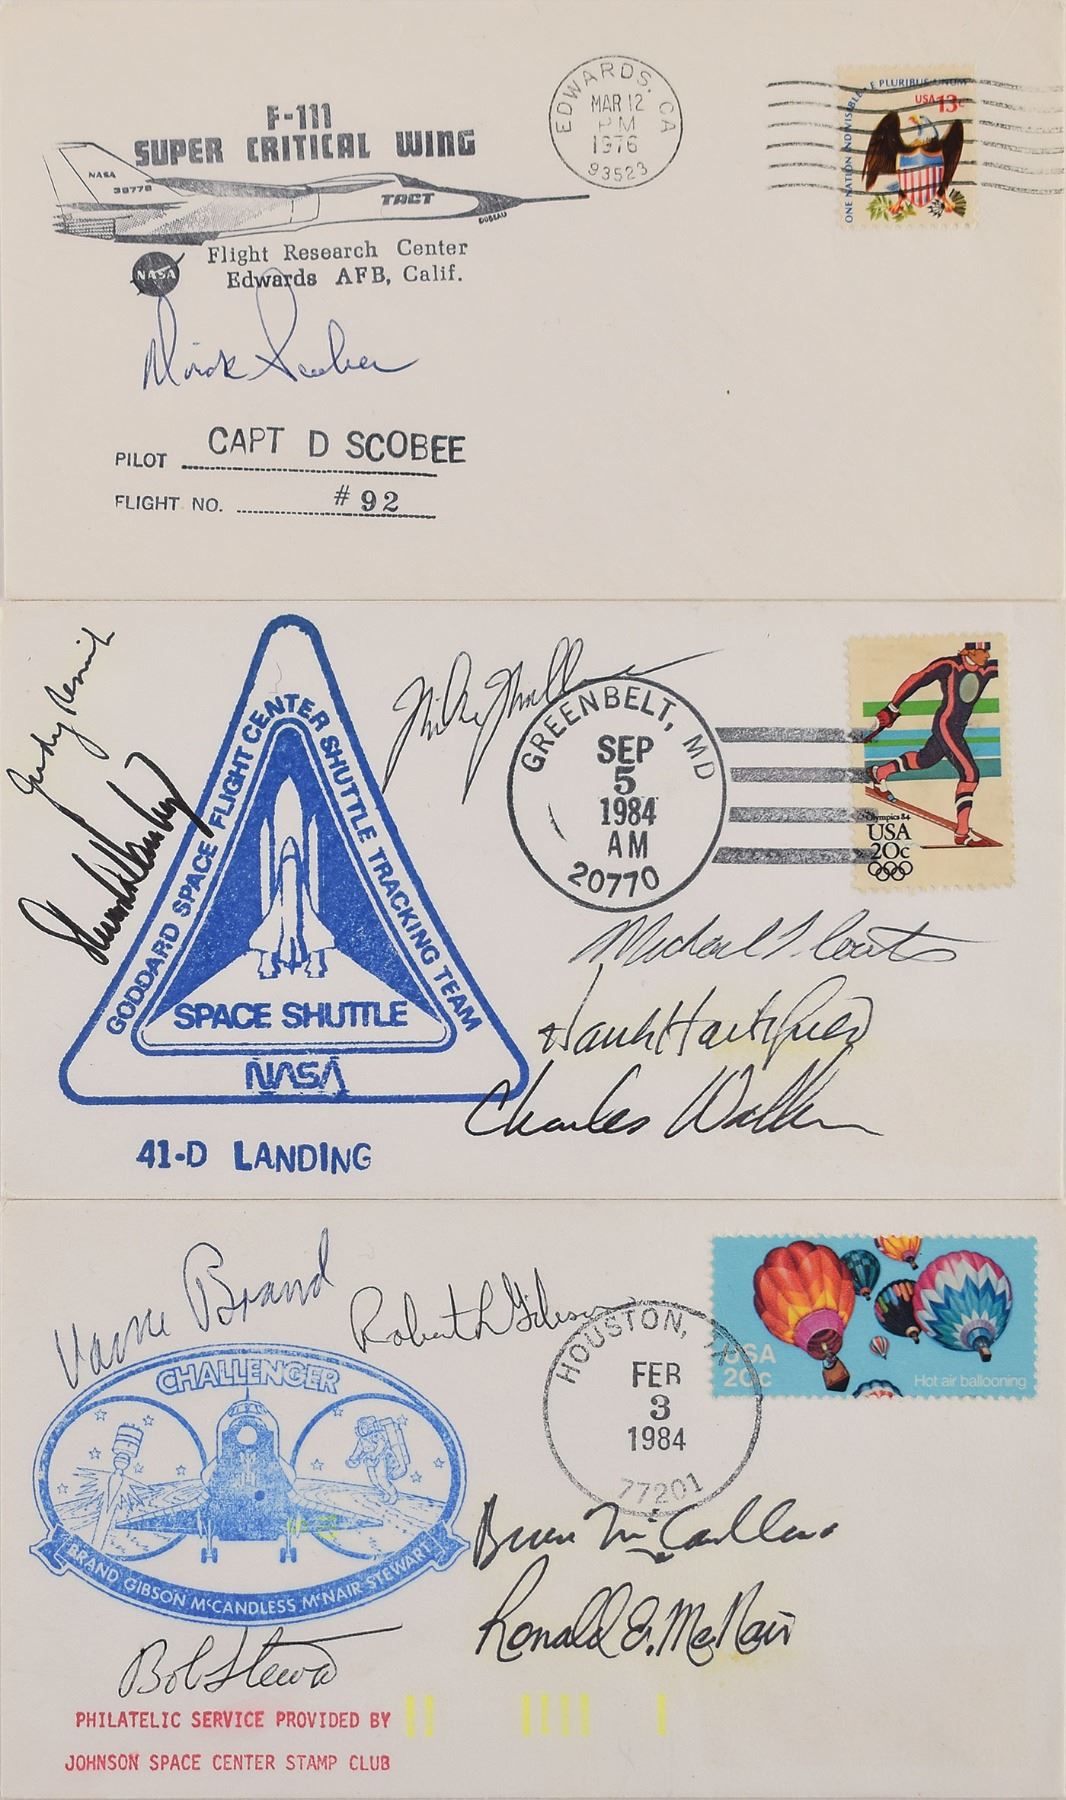 F-111
SUPER CRITICAL WING
NASA
38778
TACT
NASA
Flight Research Center
Edwards AFB, Calif.
EDWARDS, CA
MAR 12
PM
1976
93523
ONE NATION INDIVISIBLE E PLURIBUS UNUM
USA 13c
Dick Scobee
PILOT CAPT D SCOBEE
FLIGHT NO. #92
Judy Resnik
Mike Mullane
GODDARD SPACE FLIGHT CENTER SHUTTLE TRACKING TEAM
SPACE SHUTTLE
NASA
41-D LANDING
GREENBELT, MD
SEP
5
1984
AM
20770
Olympics 84
USA
20c
Michael L Coats
Hank Hartsfield
Charles Walker
Vance Brand
Robert L Gibson
CHALLENGER
BRAND GIBSON McCANDLESS McNAIR STEWART
HOUSTON, TX
FEB
3
1984
77201
USA
20c
Hot air ballooning
Bruce McCandless
Ronald E. McNair
Bob Stewart
PHILATELIC SERVICE PROVIDED BY
JOHNSON SPACE CENTER STAMP CLUB